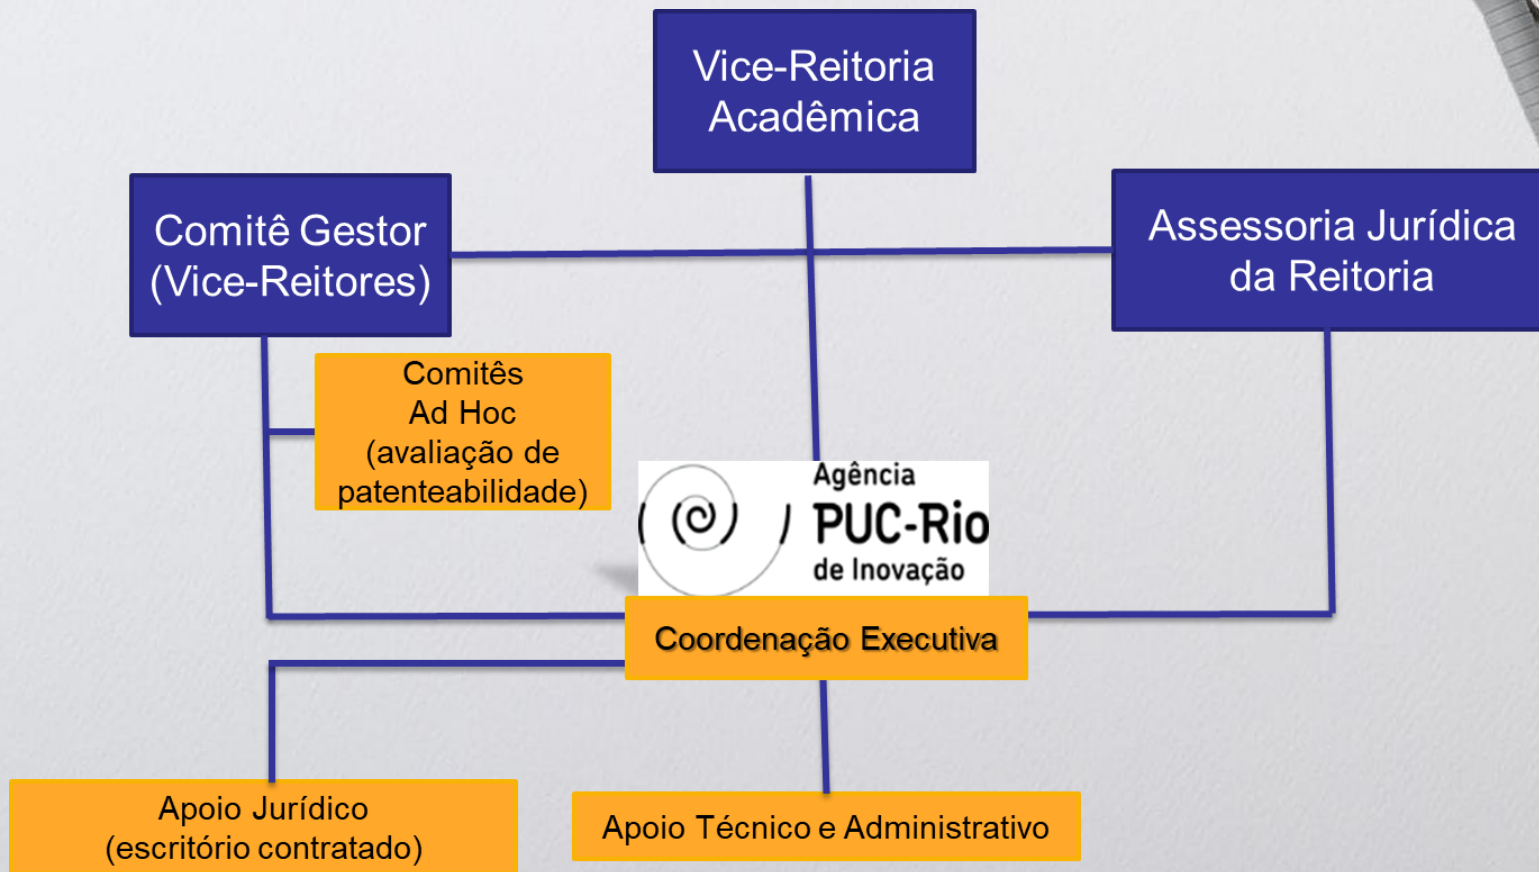 Vice-Reitoria
Acadêmica
Comitê Gestor
(Vice-Reitores)
Assessoria Jurídica
da Reitoria
Comitês
Ad Hoc
(avaliação de
patenteabilidade)
Agência
PUC-Rio
de Inovação
Coordenação Executiva
Apoio Jurídico
(escritório contratado)
Apoio Técnico e Administrativo